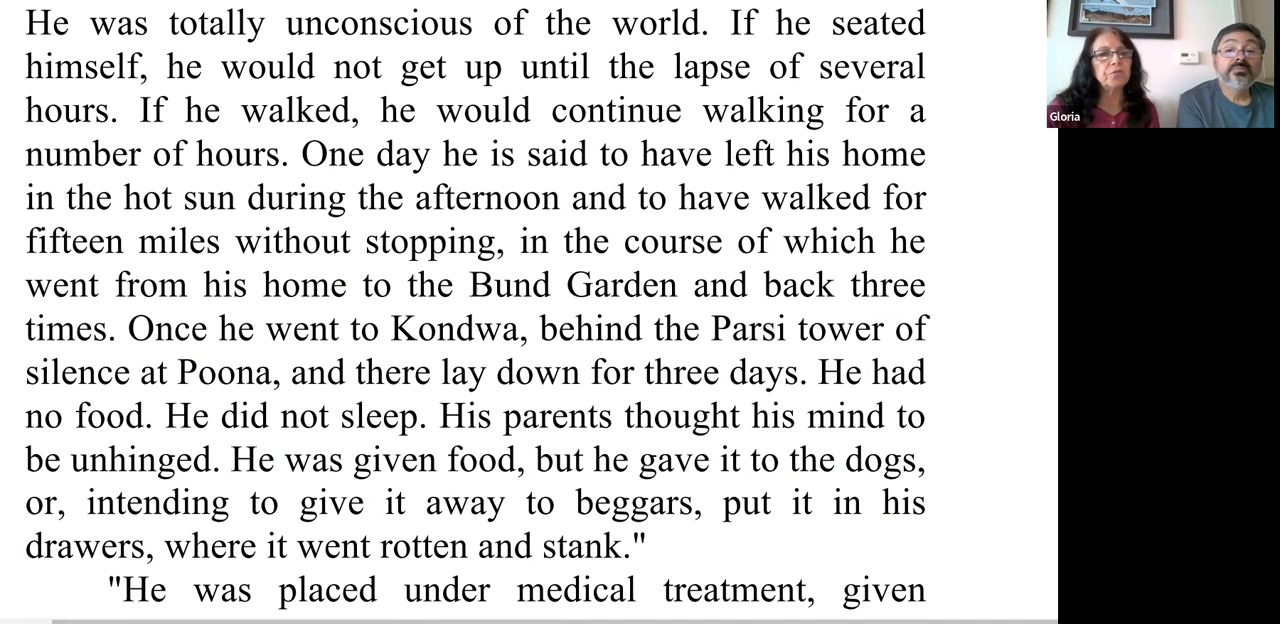 He was totally unconscious of the world. If he seated
himself, he would not get up until the lapse of several
hours. If he walked, he would continue walking for a
number of hours. One day he is said to have left his home
in the hot sun during the afternoon and to have walked for
fifteen miles without stopping, in the course of which he
went from his home to the Bund Garden and back three
times. Once he went to Kondwa, behind the Parsi tower of
silence at Poona, and there lay down for three days. He had
no food. He did not sleep. His parents thought his mind to
be unhinged. He was given food, but he gave it to the dogs,
or, intending to give it away to beggars, put it in his
drawers, where it went rotten and stank."
"He was placed under medical treatment, given
Gloria